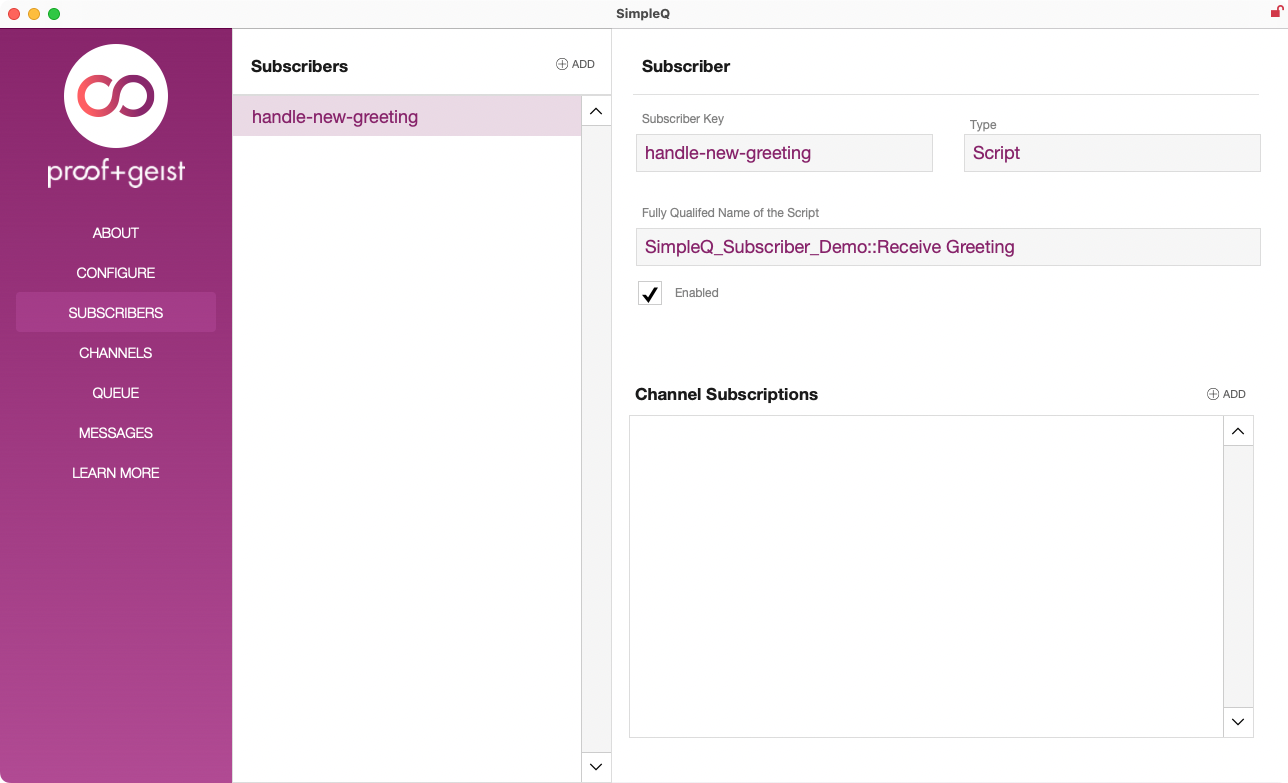 SimpleQ
proof+geist
ABOUT
CONFIGURE
SUBSCRIBERS
CHANNELS
QUEUE
MESSAGES
LEARN MORE
Subscribers
ADD
handle-new-greeting
Subscriber
Subscriber Key
Type
handle-new-greeting
Script
Fully Qualifed Name of the Script
SimpleQ_Subscriber_Demo::Receive Greeting
Enabled
Channel Subscriptions
ADD